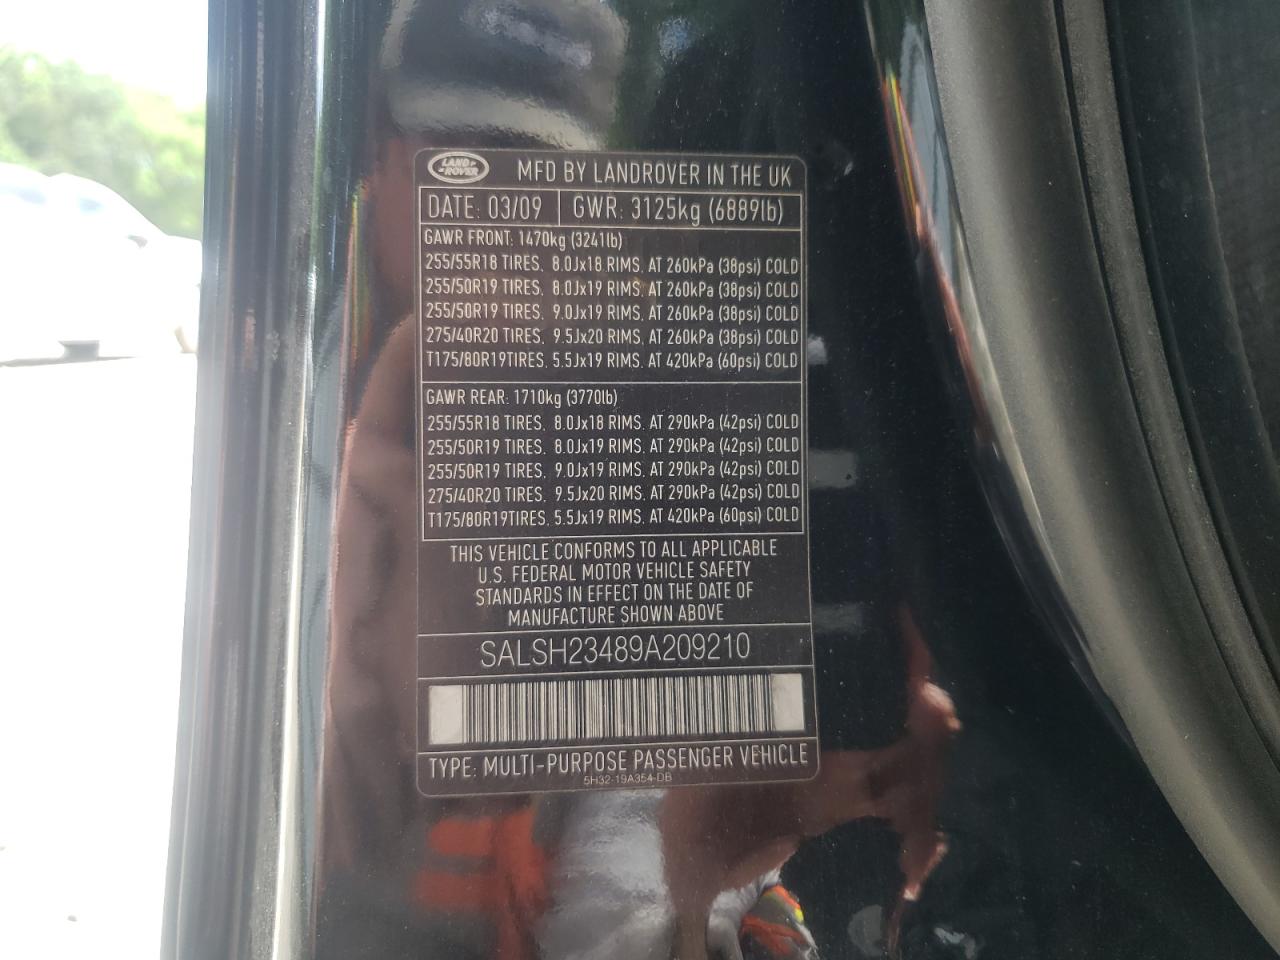 LAND ROVER MFD BY LANDROVER IN THE UK
DATE: 03/09 GWR: 3125kg (6889lb)
GAWR FRONT: 1470kg (3241lb)
255/55R18 TIRES, 8.0Jx18 RIMS, AT 260kPa (38psi) COLD
255/50R19 TIRES, 8.0Jx19 RIMS, AT 260kPa (38psi) COLD
255/50R19 TIRES, 9.0Jx19 RIMS, AT 260kPa (38psi) COLD
275/40R20 TIRES, 9.5Jx20 RIMS, AT 260kPa (38psi) COLD
T175/80R19TIRES, 5.5Jx19 RIMS, AT 420kPa (60psi) COLD
GAWR REAR: 1710kg (3770lb)
255/55R18 TIRES, 8.0Jx18 RIMS, AT 290kPa (42psi) COLD
255/50R19 TIRES, 8.0Jx19 RIMS, AT 290kPa (42psi) COLD
255/50R19 TIRES, 9.0Jx19 RIMS, AT 290kPa (42psi) COLD
275/40R20 TIRES, 9.5Jx20 RIMS, AT 290kPa (42psi) COLD
T175/80R19TIRES, 5.5Jx19 RIMS, AT 420kPa (60psi) COLD
THIS VEHICLE CONFORMS TO ALL APPLICABLE
U.S. FEDERAL MOTOR VEHICLE SAFETY
STANDARDS IN EFFECT ON THE DATE OF
MANUFACTURE SHOWN ABOVE
SALSH23489A209210
TYPE: MULTI-PURPOSE PASSENGER VEHICLE
5H32-19A354-DB